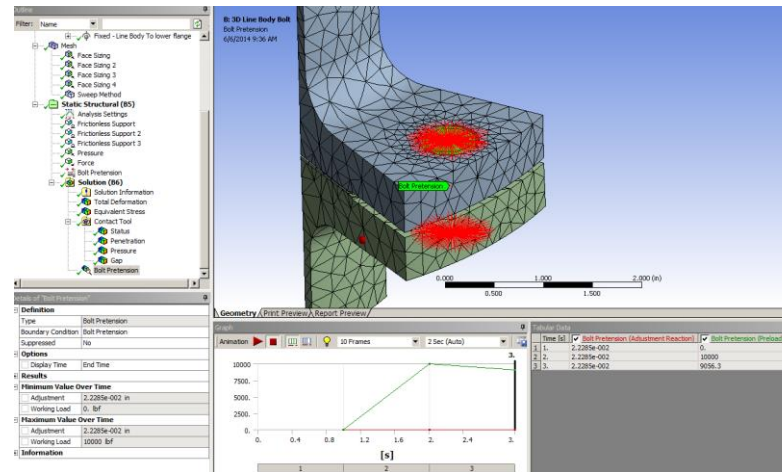 Outline
Filter: Name
Fixed - Line Body To lower flange
Mesh
Face Sizing
Face Sizing 2
Face Sizing 3
Face Sizing 4
Sweep Method
Static Structural (B5)
Analysis Settings
Frictionless Support
Frictionless Support 2
Frictionless Support 3
Pressure
Force
Bolt Pretension
Solution (B6)
Solution Information
Total Deformation
Equivalent Stress
Contact Tool
Status
Penetration
Pressure
Gap
Bolt Pretension
B: 3D Line Body Bolt
Bolt Pretension
6/6/2014 9:36 AM
Bolt Pretension
0.000 1.000 2.000 (in)
0.500 1.500
Geometry Print Preview Report Preview
Details of "Bolt Pretension"
Definition
Type Bolt Pretension
Boundary Condition Bolt Pretension
Suppressed No
Options
Display Time End Time
Results
Minimum Value Over Time
Adjustment 2.2285e-002 in
Working Load 0. lbf
Maximum Value Over Time
Adjustment 2.2285e-002 in
Working Load 10000 lbf
Information
Graph
Animation 10 Frames 2 Sec (Auto)
3.
10000
7500.
5000.
2500.
0.
0. 0.4 0.8 1.2 1.6 2. 2.4 3.
[s]
1 2 3
Tabular Data
Time [s] Bolt Pretension (Adjustment Reaction) Bolt Pretension (Preload
1 1. 2.2285e-002 0.
2 2. 2.2285e-002 10000
3 3. 2.2285e-002 9056.3